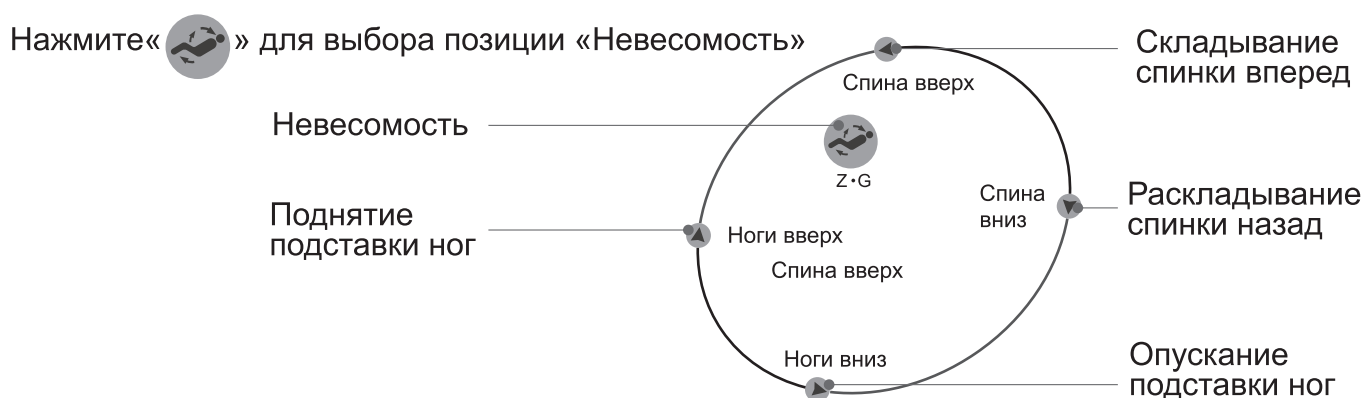 Нажмите« » для выбора позиции «Невесомость»
Складывание
спинки вперед
Спина вверх
Невесомость
Z•G
Спина
вниз
Раскладывание
спинки назад
Поднятие
подставки ног
Ноги вверх
Спина вверх
Ноги вниз
Опускание
подставки ног